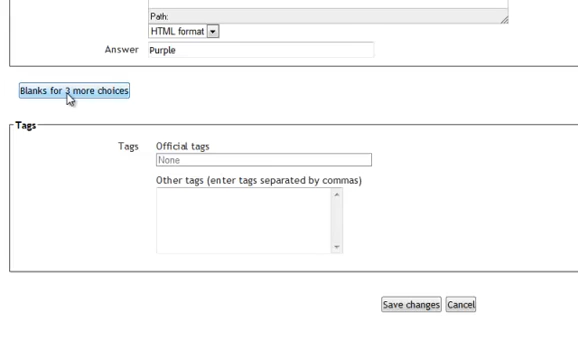 Path:
HTML format
Answer Purple
Blanks for 3 more choices
Tags
Tags Official tags
None
Other tags (enter tags separated by commas)
Save changes Cancel